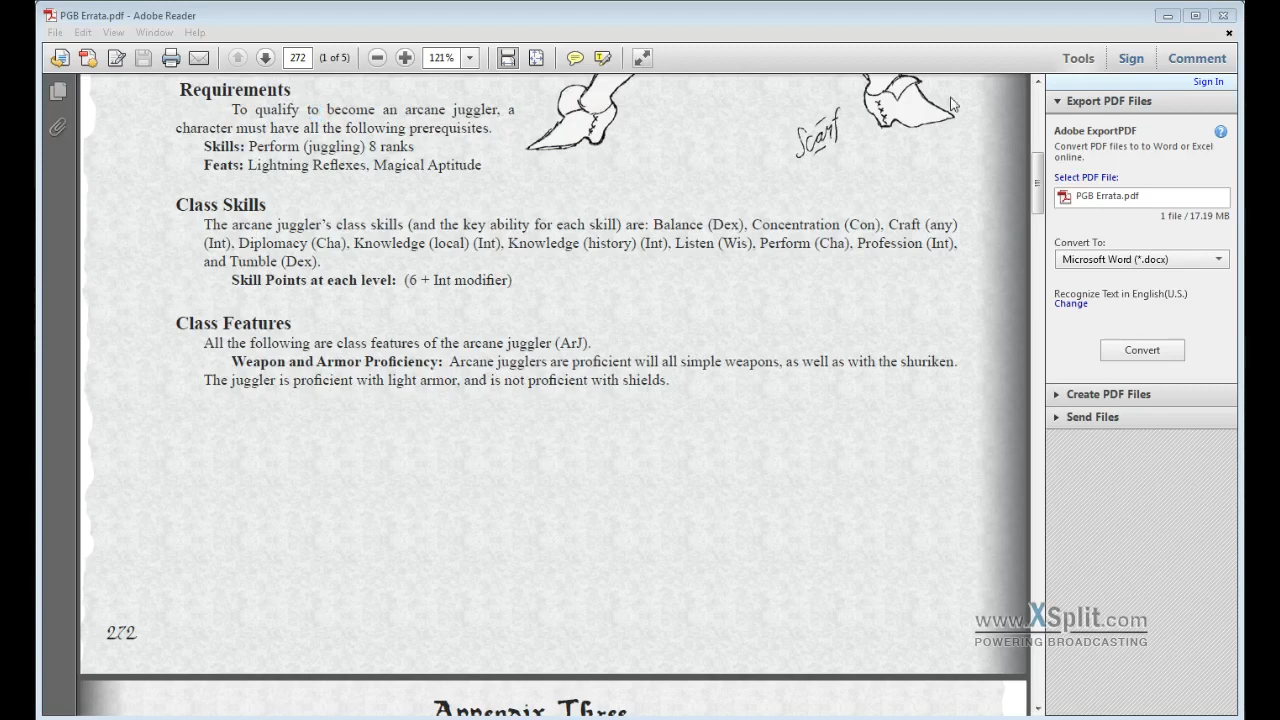 PGB Errata.pdf - Adobe Reader
File Edit View Window Help
272 (1 of 5) 121% Tools Sign Comment
Sign In
Export PDF Files
Adobe ExportPDF
Convert PDF files to to Word or Excel
online.
Select PDF File:
PGB Errata.pdf
1 file / 17.19 MB
Convert To:
Microsoft Word (*.docx)
Recognize Text in English(U.S.)
Change
Convert
Create PDF Files
Send Files
Requirements
To qualify to become an arcane juggler, a
character must have all the following prerequisites.
Skills: Perform (juggling) 8 ranks
Feats: Lightning Reflexes, Magical Aptitude
Scarf
Class Skills
The arcane juggler's class skills (and the key ability for each skill) are: Balance (Dex), Concentration (Con), Craft (any)
(Int), Diplomacy (Cha), Knowledge (local) (Int), Knowledge (history) (Int), Listen (Wis), Perform (Cha), Profession (Int),
and Tumble (Dex).
Skill Points at each level: (6 + Int modifier)
Class Features
All the following are class features of the arcane juggler (ArJ).
Weapon and Armor Proficiency: Arcane jugglers are proficient will all simple weapons, as well as with the shuriken.
The juggler is proficient with light armor, and is not proficient with shields.
272
www.XSplit.com
POWERING BROADCASTING
Appendix Three